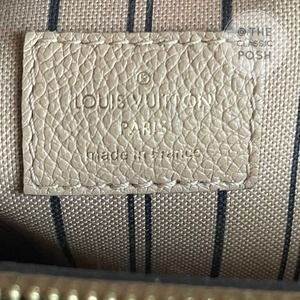 @THE
CLASSIC
POSH
®
LOUIS VUITTON
PARIS
made in France